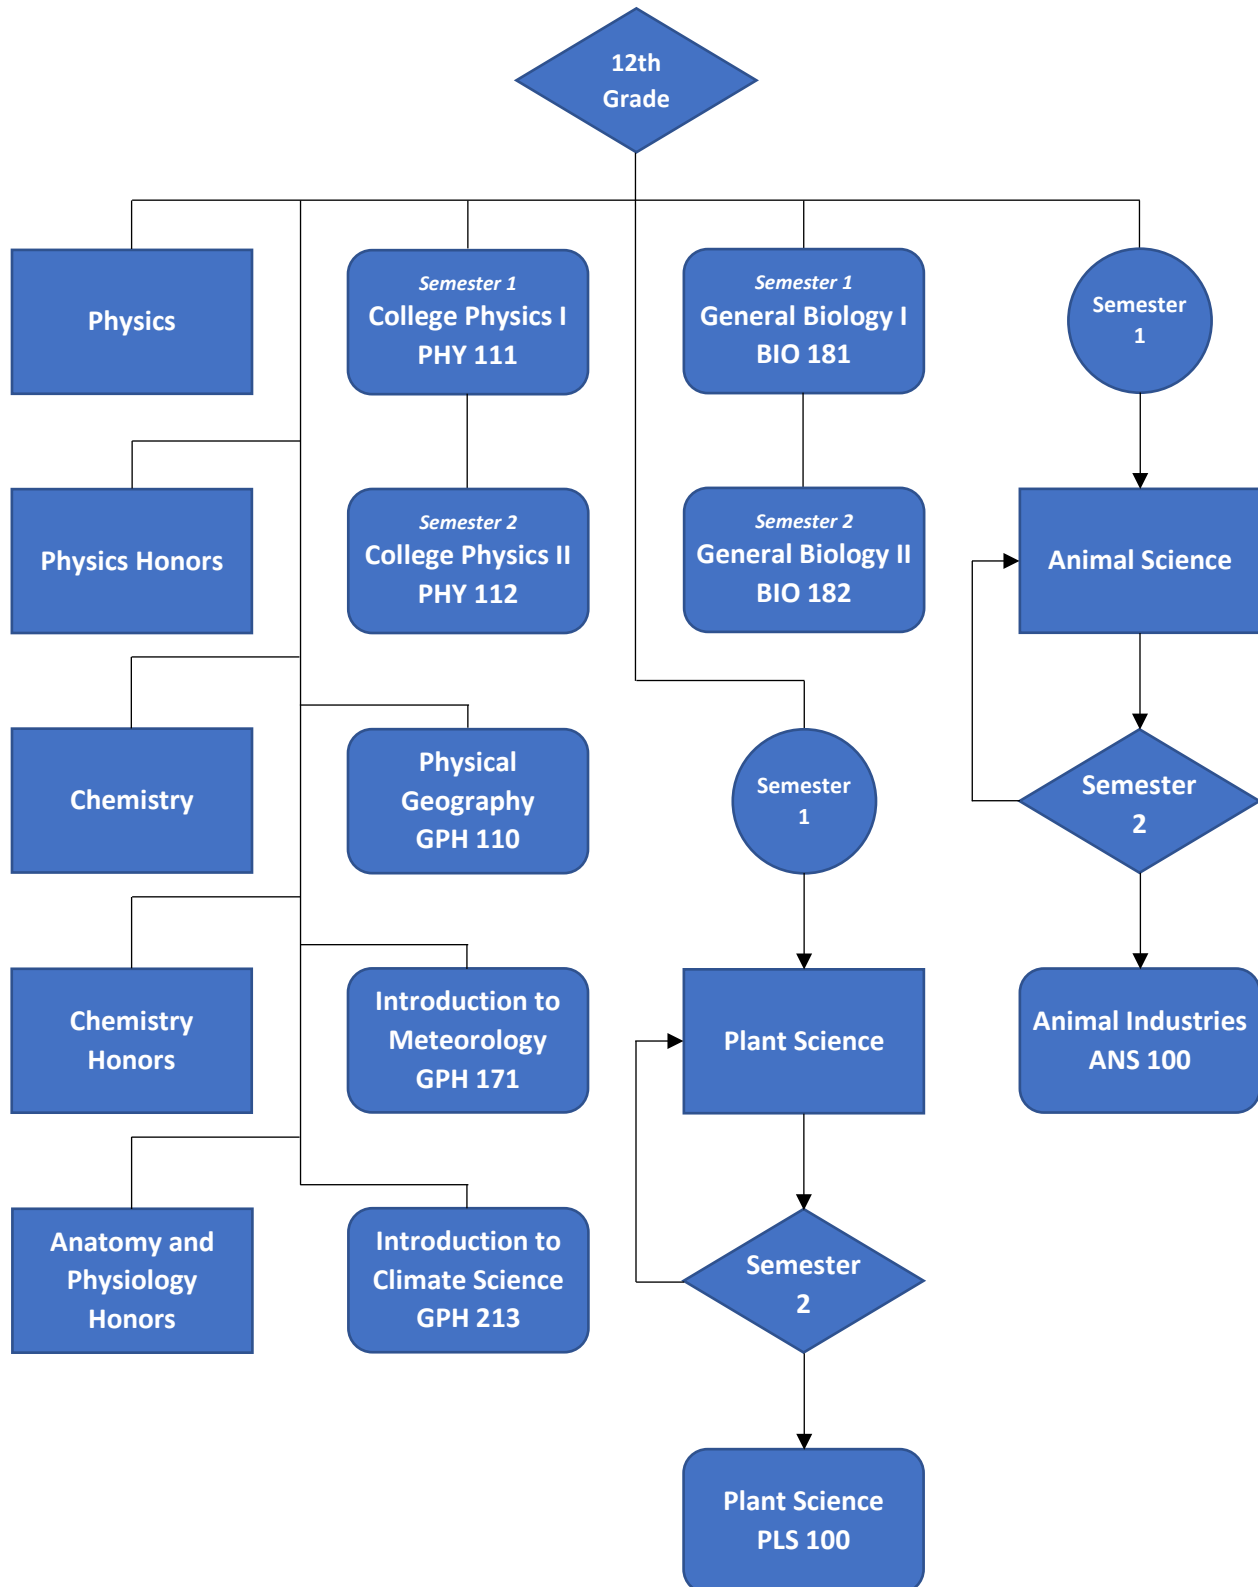 12th
Grade
Physics
Semester 1
College Physics I
PHY 111
Semester 1
General Biology I
BIO 181
Semester
1
Physics Honors
Semester 2
College Physics II
PHY 112
Semester 2
General Biology II
BIO 182
Animal Science
Chemistry
Physical
Geography
GPH 110
Semester
1
Semester
2
Chemistry
Honors
Introduction to
Meteorology
GPH 171
Plant Science
Animal Industries
ANS 100
Anatomy and
Physiology
Honors
Introduction to
Climate Science
GPH 213
Semester
2
Plant Science
PLS 100